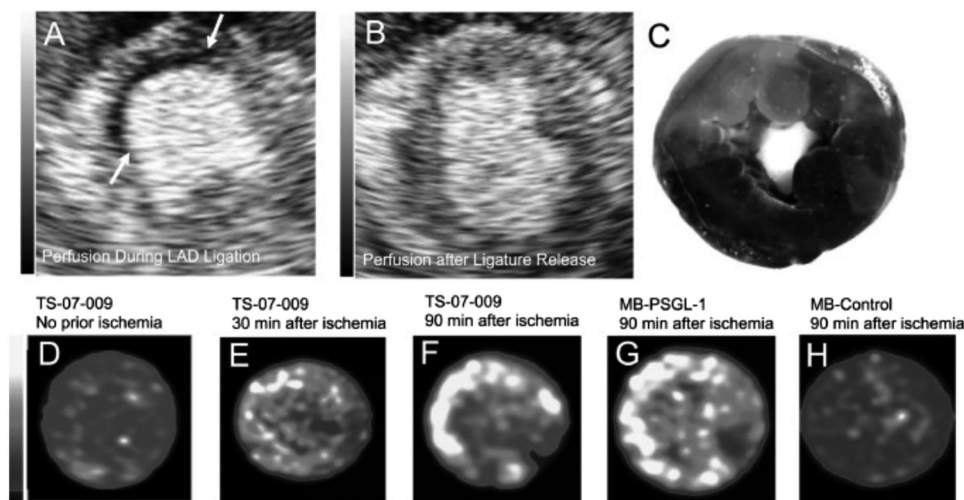 A
B
C
Perfusion During LAD Ligation
Perfusion after Ligature Release
TS-07-009
No prior ischemia
TS-07-009
30 min after ischemia
TS-07-009
90 min after ischemia
MB-PSGL-1
90 min after ischemia
MB-Control
90 min after ischemia
D
E
F
G
H